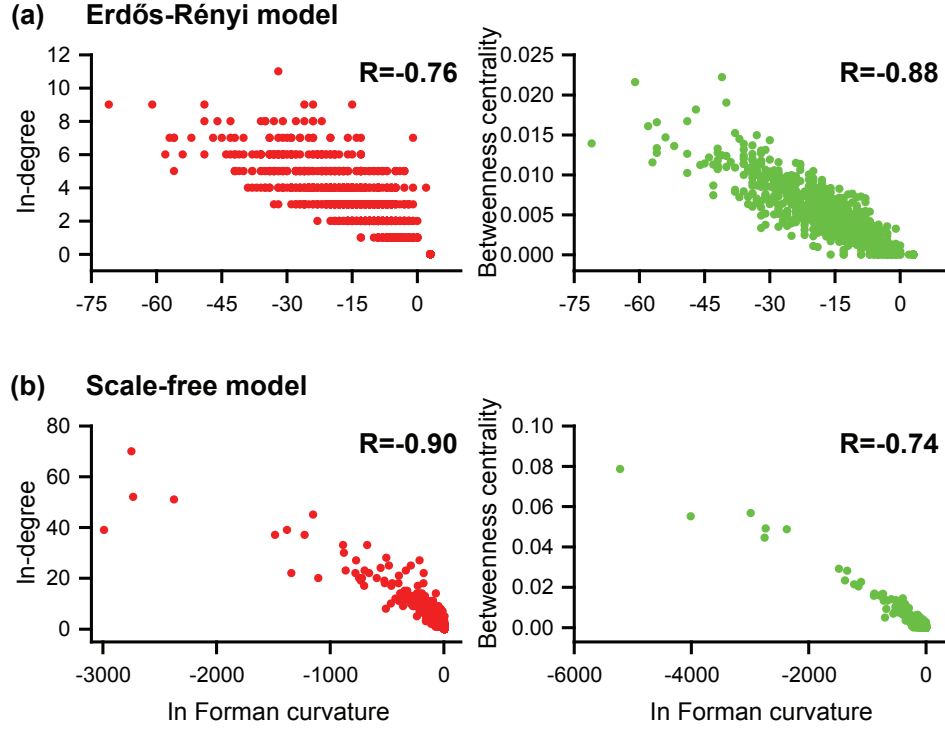 (a) Erdős-Rényi model
In-degree
12
10
8
6
4
2
0
R=-0.76
-75 -60 -45 -30 -15 0
Betweenness centrality
0.025
0.020
0.015
0.010
0.005
0.000
R=-0.88
-75 -60 -45 -30 -15 0
(b) Scale-free model
In-degree
80
60
40
20
0
R=-0.90
-3000 -2000 -1000 0
In Forman curvature
Betweenness centrality
0.10
0.08
0.06
0.04
0.02
0.00
R=-0.74
-6000 -4000 -2000 0
In Forman curvature